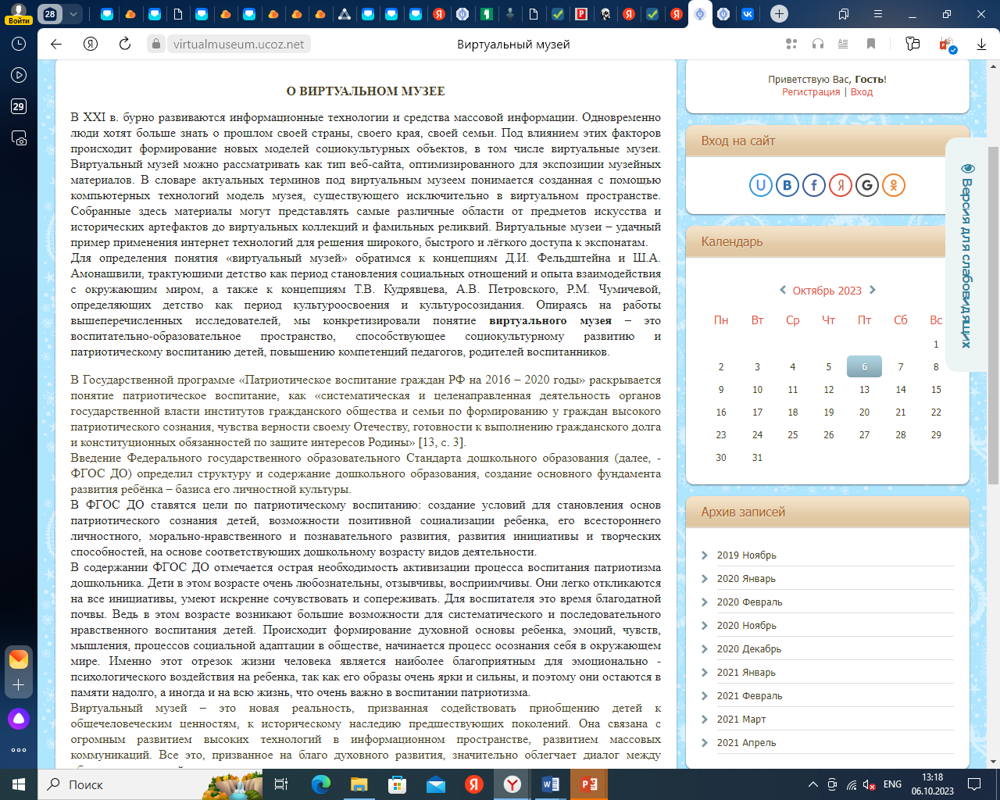 Войти
28
virtualmuseum.ucoz.net
Виртуальный музей
29
О ВИРТУАЛЬНОМ МУЗЕЕ
В XXI в. бурно развиваются информационные технологии и средства массовой информации. Одновременно
люди хотят больше знать о прошлом своей страны, своего края, своей семьи. Под влиянием этих факторов
происходит формирование новых моделей социокультурных объектов, в том числе виртуальные музеи.
Виртуальный музей можно рассматривать как тип веб-сайта, оптимизированного для экспозиции музейных
материалов. В словаре актуальных терминов под виртуальным музеем понимается созданная с помощью
компьютерных технологий модель музея, существующего исключительно в виртуальном пространстве.
Собранные здесь материалы могут представлять самые различные области от предметов искусства и
исторических артефактов до виртуальных коллекций и фамильных реликвий. Виртуальные музеи – удачный
пример применения интернет технологий для решения широкого, быстрого и лёгкого доступа к экспонатам.
Для определения понятия «виртуальный музей» обратимся к концепциям Д.И. Фельдштейна и Ш.А.
Амонашвили, трактующими детство как период становления социальных отношений и опыта взаимодействия
с окружающим миром, а также к концепциям Т.В. Кудрявцева, А.В. Петровского, Р.М. Чумичевой,
определяющих детство как период культуроосвоения и культуросозидания. Опираясь на работы
вышеперечисленных исследователей, мы конкретизировали понятие виртуального музея – это
воспитательно-образовательное пространство, способствующее социокультурному развитию и
патриотическому воспитанию детей, повышению компетенций педагогов, родителей воспитанников.
В Государственной программе «Патриотическое воспитание граждан РФ на 2016 – 2020 годы» раскрывается
понятие патриотическое воспитание, как «систематическая и целенаправленная деятельность органов
государственной власти институтов гражданского общества и семьи по формированию у граждан высокого
патриотического сознания, чувства верности своему Отечеству, готовности к выполнению гражданского долга
и конституционных обязанностей по защите интересов Родины» [13, с. 3].
Введение Федерального государственного образовательного Стандарта дошкольного образования (далее, -
ФГОС ДО) определил структуру и содержание дошкольного образования, создание основного фундамента
развития ребёнка – базиса его личностной культуры.
В ФГОС ДО ставятся цели по патриотическому воспитанию: создание условий для становления основ
патриотического сознания детей, возможности позитивной социализации ребенка, его всестороннего
личностного, морально-нравственного и познавательного развития, развития инициативы и творческих
способностей, на основе соответствующих дошкольному возрасту видов деятельности.
В содержании ФГОС ДО отмечается острая необходимость активизации процесса воспитания патриотизма
дошкольника. Дети в этом возрасте очень любознательны, отзывчивы, восприимчивы. Они легко откликаются
на все инициативы, умеют искренне сочувствовать и сопереживать. Для воспитателя это время благодатной
почвы. Ведь в этом возрасте возникают большие возможности для систематического и последовательного
нравственного воспитания детей. Происходит формирование духовной основы ребенка, эмоций, чувств,
мышления, процессов социальной адаптации в обществе, начинается процесс осознания себя в окружающем
мире. Именно этот отрезок жизни человека является наиболее благоприятным для эмоционально -
психологического воздействия на ребенка, так как его образы очень ярки и сильны, и поэтому они остаются в
памяти надолго, а иногда и на всю жизнь, что очень важно в воспитании патриотизма.
Виртуальный музей – это новая реальность, призванная содействовать приобщению детей к
общечеловеческим ценностям, к историческому наследию предшествующих поколений. Она связана с
огромным развитием высоких технологий в информационном пространстве, развитием массовых
коммуникаций. Все это, призванное на благо духовного развития, значительно облегчает диалог между
Приветствую Вас, Гость!
Регистрация | Вход
Вход на сайт
Календарь
Октябрь 2023
Пн Вт Ср Чт Пт Сб Вс
1
2 3 4 5 6 7 8
9 10 11 12 13 14 15
16 17 18 19 20 21 22
23 24 25 26 27 28 29
30 31
Архив записей
2019 Ноябрь
2020 Январь
2020 Февраль
2020 Ноябрь
2020 Декабрь
2021 Январь
2021 Февраль
2021 Март
2021 Апрель
Версия для слабовидящих
Поиск
ENG
13:18
06.10.2023